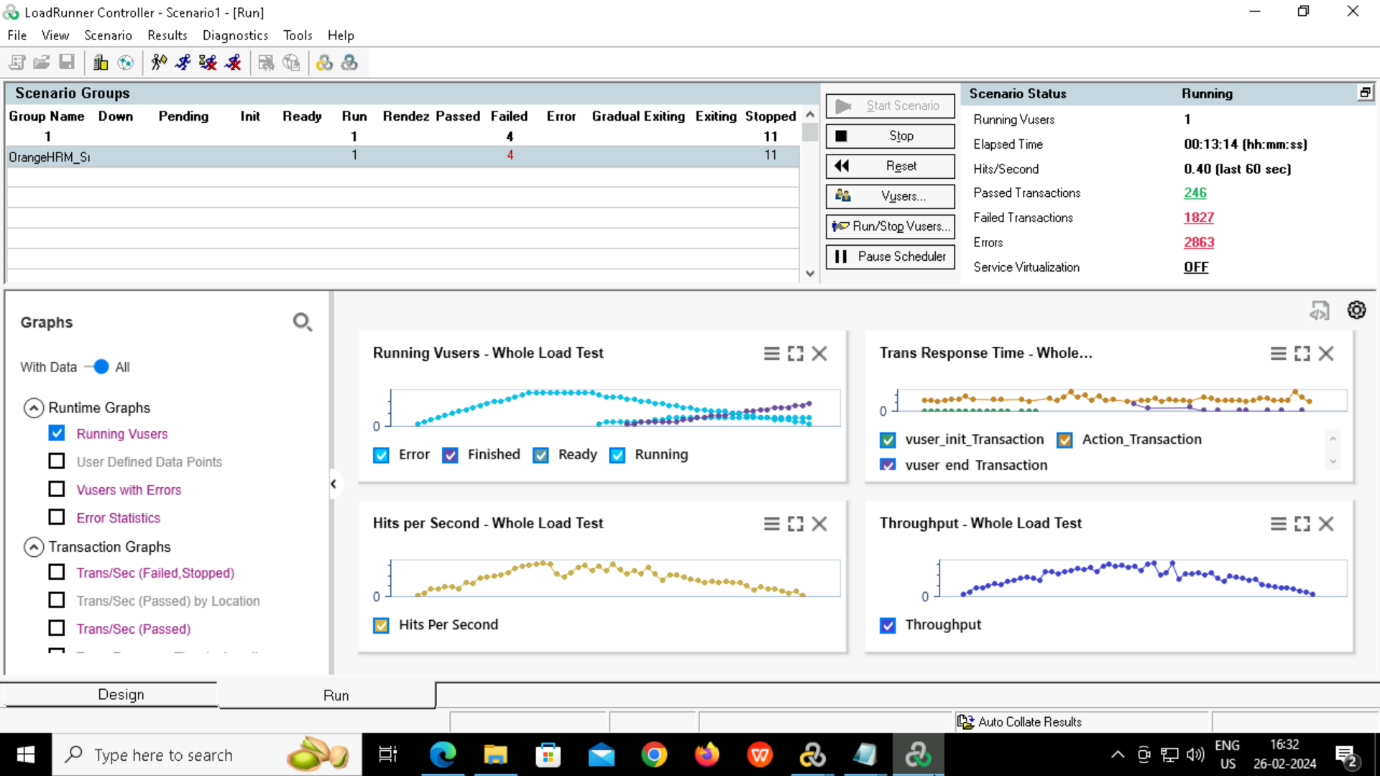 LoadRunner Controller - Scenario1 - [Run]
File View Scenario Results Diagnostics Tools Help
Scenario Groups
Group Name Down Pending Init Ready Run Rendez Passed Failed Error Gradual Exiting Exiting Stopped
1 1 4 11
OrangeHRM_Sı 1 4 11
Start Scenario
Stop
Reset
Vusers...
Run/Stop Vusers...
Pause Scheduler
Scenario Status Running
Running Vusers 1
Elapsed Time 00:13:14 (hh:mm:ss)
Hits/Second 0.40 (last 60 sec)
Passed Transactions 246
Failed Transactions 1827
Errors 2863
Service Virtualization OFF
Graphs
With Data All
Runtime Graphs
Running Vusers
User Defined Data Points
Vusers with Errors
Error Statistics
Transaction Graphs
Trans/Sec (Failed,Stopped)
Trans/Sec (Passed) by Location
Trans/Sec (Passed)
Running Vusers - Whole Load Test
0
Error Finished Ready Running
Trans Response Time - Whole...
0
vuser_init_Transaction Action_Transaction
vuser end Transaction
Hits per Second - Whole Load Test
0
Hits Per Second
Throughput - Whole Load Test
0
Throughput
Design Run
Auto Collate Results
Type here to search
ENG
US
16:32
26-02-2024
2